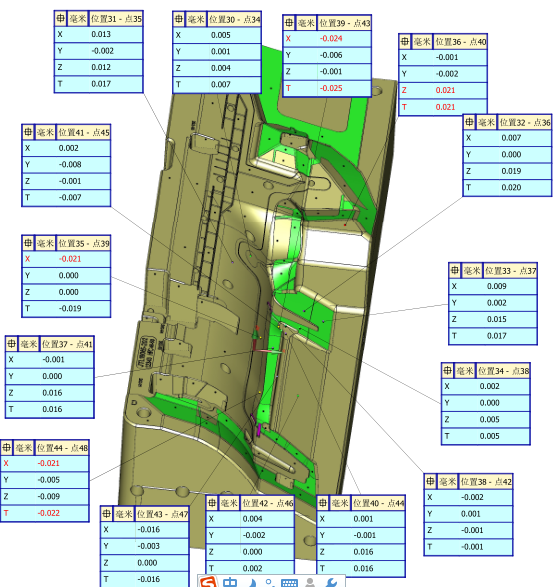 毫米 位置31 - 点35
X 0.013
Y -0.002
Z 0.012
T 0.017
毫米 位置30 - 点34
X 0.005
Y 0.001
Z 0.004
T 0.007
毫米 位置39 - 点43
X -0.024
Y -0.006
Z -0.001
T -0.025
毫米 位置36 - 点40
X -0.001
Y -0.002
Z 0.021
T 0.021
毫米 位置32 - 点36
X 0.007
Y 0.000
Z 0.019
T 0.020
毫米 位置41 - 点45
X 0.002
Y -0.008
Z -0.001
T -0.007
毫米 位置35 - 点39
X -0.021
Y 0.000
Z 0.000
T -0.019
毫米 位置33 - 点37
X 0.009
Y 0.002
Z 0.015
T 0.017
毫米 位置37 - 点41
X -0.001
Y 0.000
Z 0.016
T 0.016
毫米 位置34 - 点38
X 0.002
Y 0.000
Z 0.005
T 0.005
毫米 位置44 - 点48
X -0.021
Y -0.005
Z -0.009
T -0.022
毫米 位置38 - 点42
X -0.002
Y 0.001
Z -0.001
T -0.001
毫米 位置43 - 点47
X -0.016
Y -0.003
Z 0.000
T -0.016
毫米 位置42 - 点46
X 0.004
Y -0.002
Z 0.000
T 0.002
毫米 位置40 - 点44
X 0.001
Y -0.001
Z 0.016
T 0.016
S 中